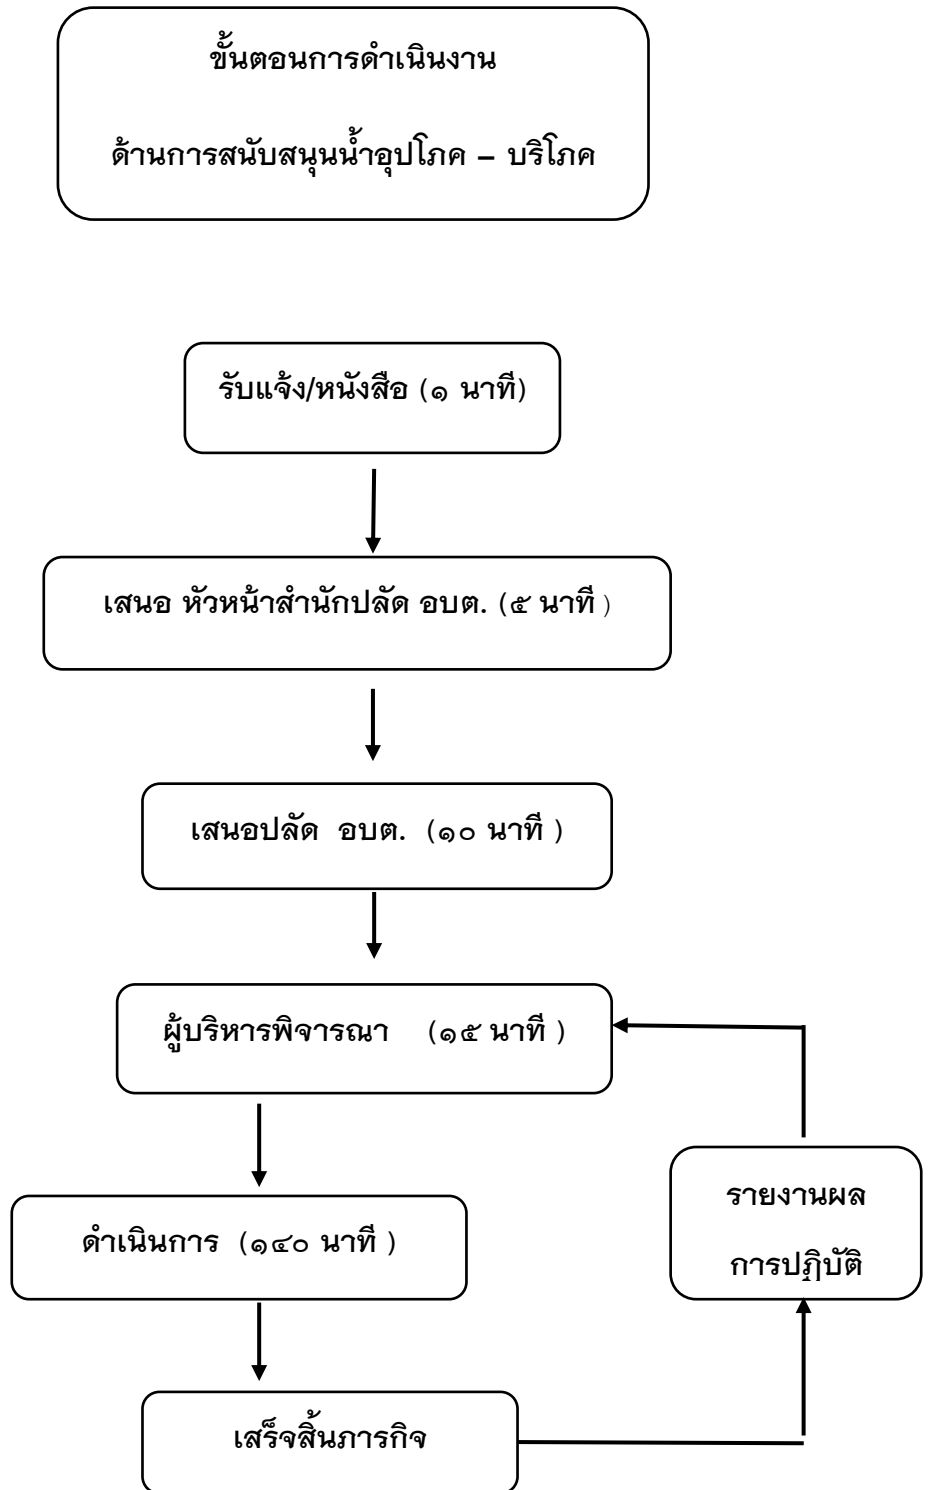 ขั้นตอนการดำเนินงาน
ด้านการสนับสนุนน้ำอุปโภค – บริโภค
รับแจ้ง/หนังสือ (๑ นาที)
เสนอ หัวหน้าสำนักปลัด อบต. (๕ นาที )
เสนอปลัด อบต. (๑๐ นาที )
ผู้บริหารพิจารณา (๑๕ นาที )
ดำเนินการ (๑๔๐ นาที )
รายงานผล
การปฏิบัติ
เสร็จสิ้นภารกิจ